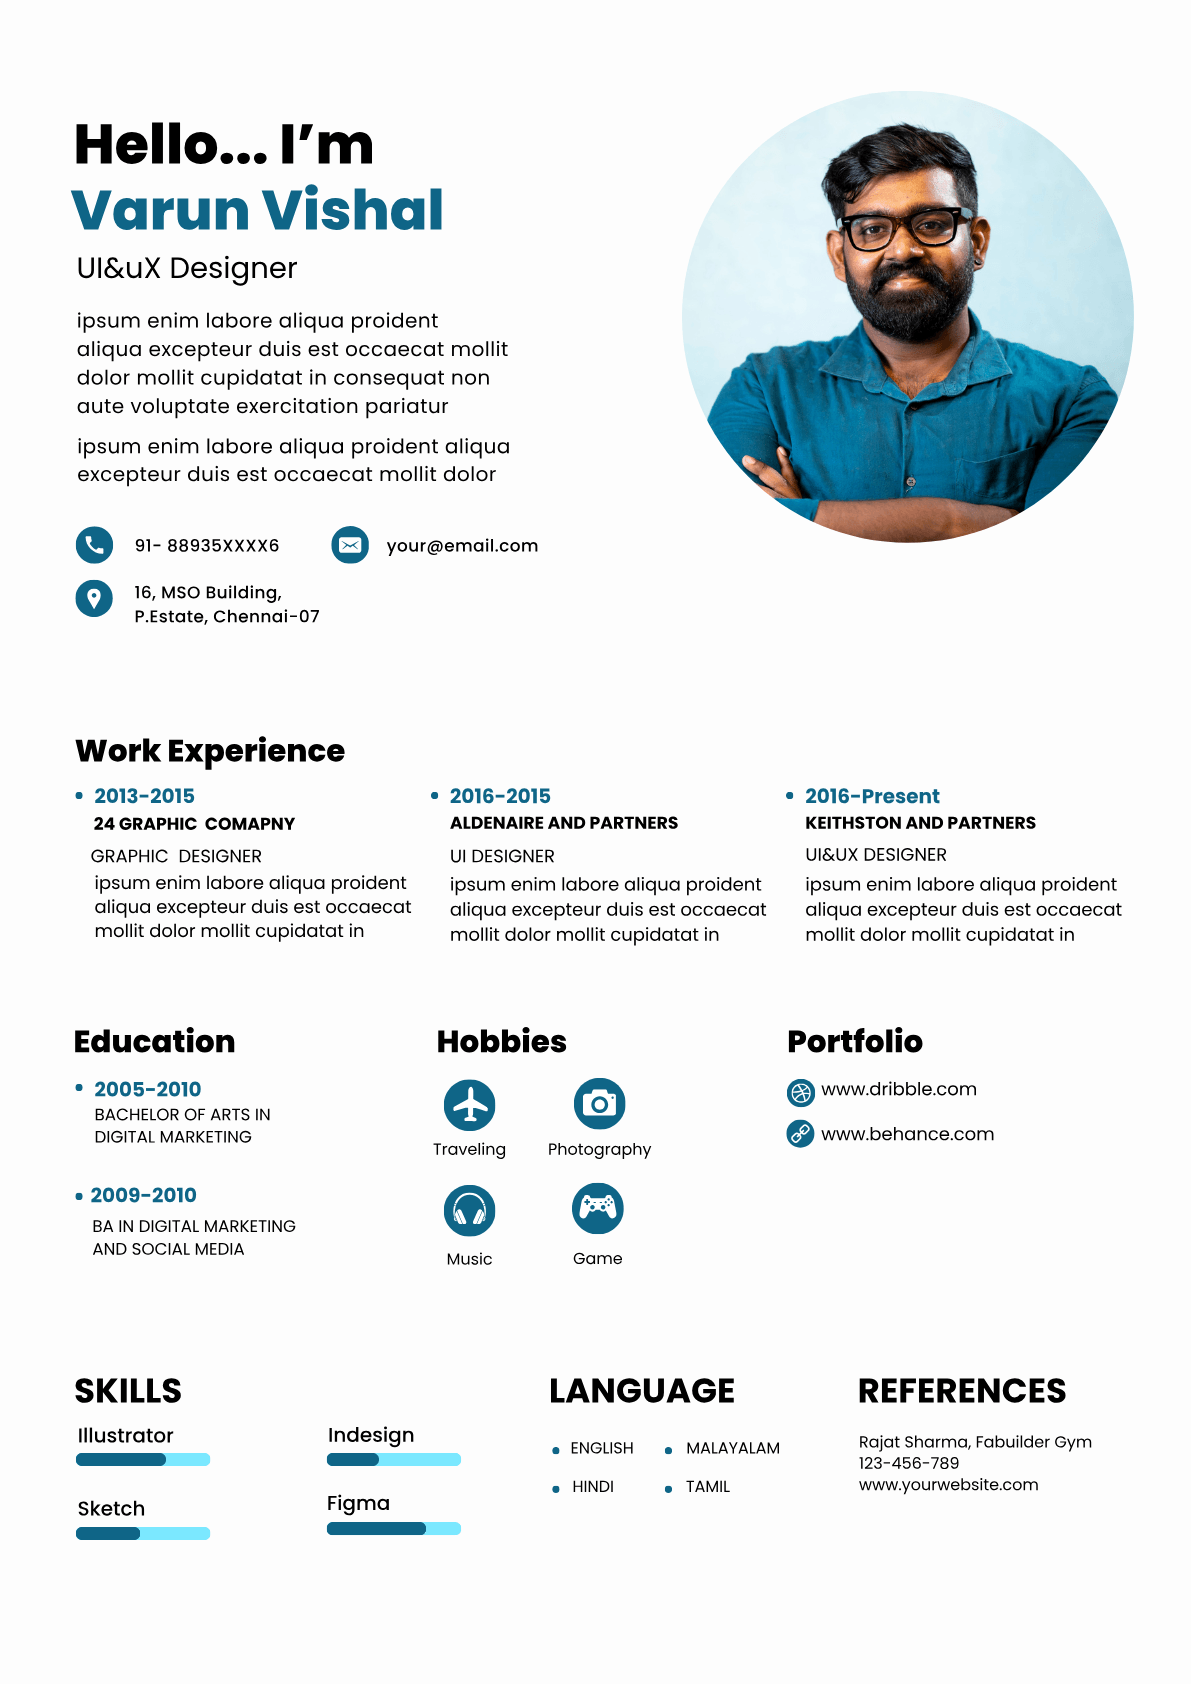 Hello... I’m
Varun Vishal
UI&uX Designer
ipsum enim labore aliqua proident
aliqua excepteur duis est occaecat mollit
dolor mollit cupidatat in consequat non
aute voluptate exercitation pariatur
ipsum enim labore aliqua proident aliqua
excepteur duis est occaecat mollit dolor
91- 88935XXXX6
your@email.com
16, MSO Building,
P.Estate, Chennai-07
Work Experience
2013-2015
24 GRAPHIC COMAPNY
GRAPHIC DESIGNER
ipsum enim labore aliqua proident
aliqua excepteur duis est occaecat
mollit dolor mollit cupidatat in
2016-2015
ALDENAIRE AND PARTNERS
UI DESIGNER
ipsum enim labore aliqua proident
aliqua excepteur duis est occaecat
mollit dolor mollit cupidatat in
2016-Present
KEITHSTON AND PARTNERS
UI&UX DESIGNER
ipsum enim labore aliqua proident
aliqua excepteur duis est occaecat
mollit dolor mollit cupidatat in
Education
2005-2010
BACHELOR OF ARTS IN
DIGITAL MARKETING
2009-2010
BA IN DIGITAL MARKETING
AND SOCIAL MEDIA
Hobbies
Traveling
Photography
Music
Game
Portfolio
www.dribble.com
www.behance.com
SKILLS
Illustrator
Indesign
Sketch
Figma
LANGUAGE
ENGLISH
MALAYALAM
HINDI
TAMIL
REFERENCES
Rajat Sharma, Fabuilder Gym
123-456-789
www.yourwebsite.com